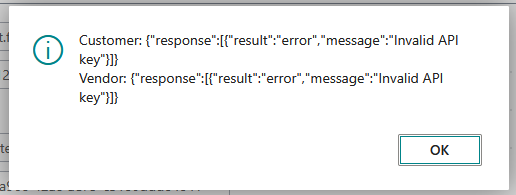 Customer: {"response":[{"result":"error","message":"Invalid API
key"}]}
Vendor: {"response":[{"result":"error","message":"Invalid API
key"}]}
OK